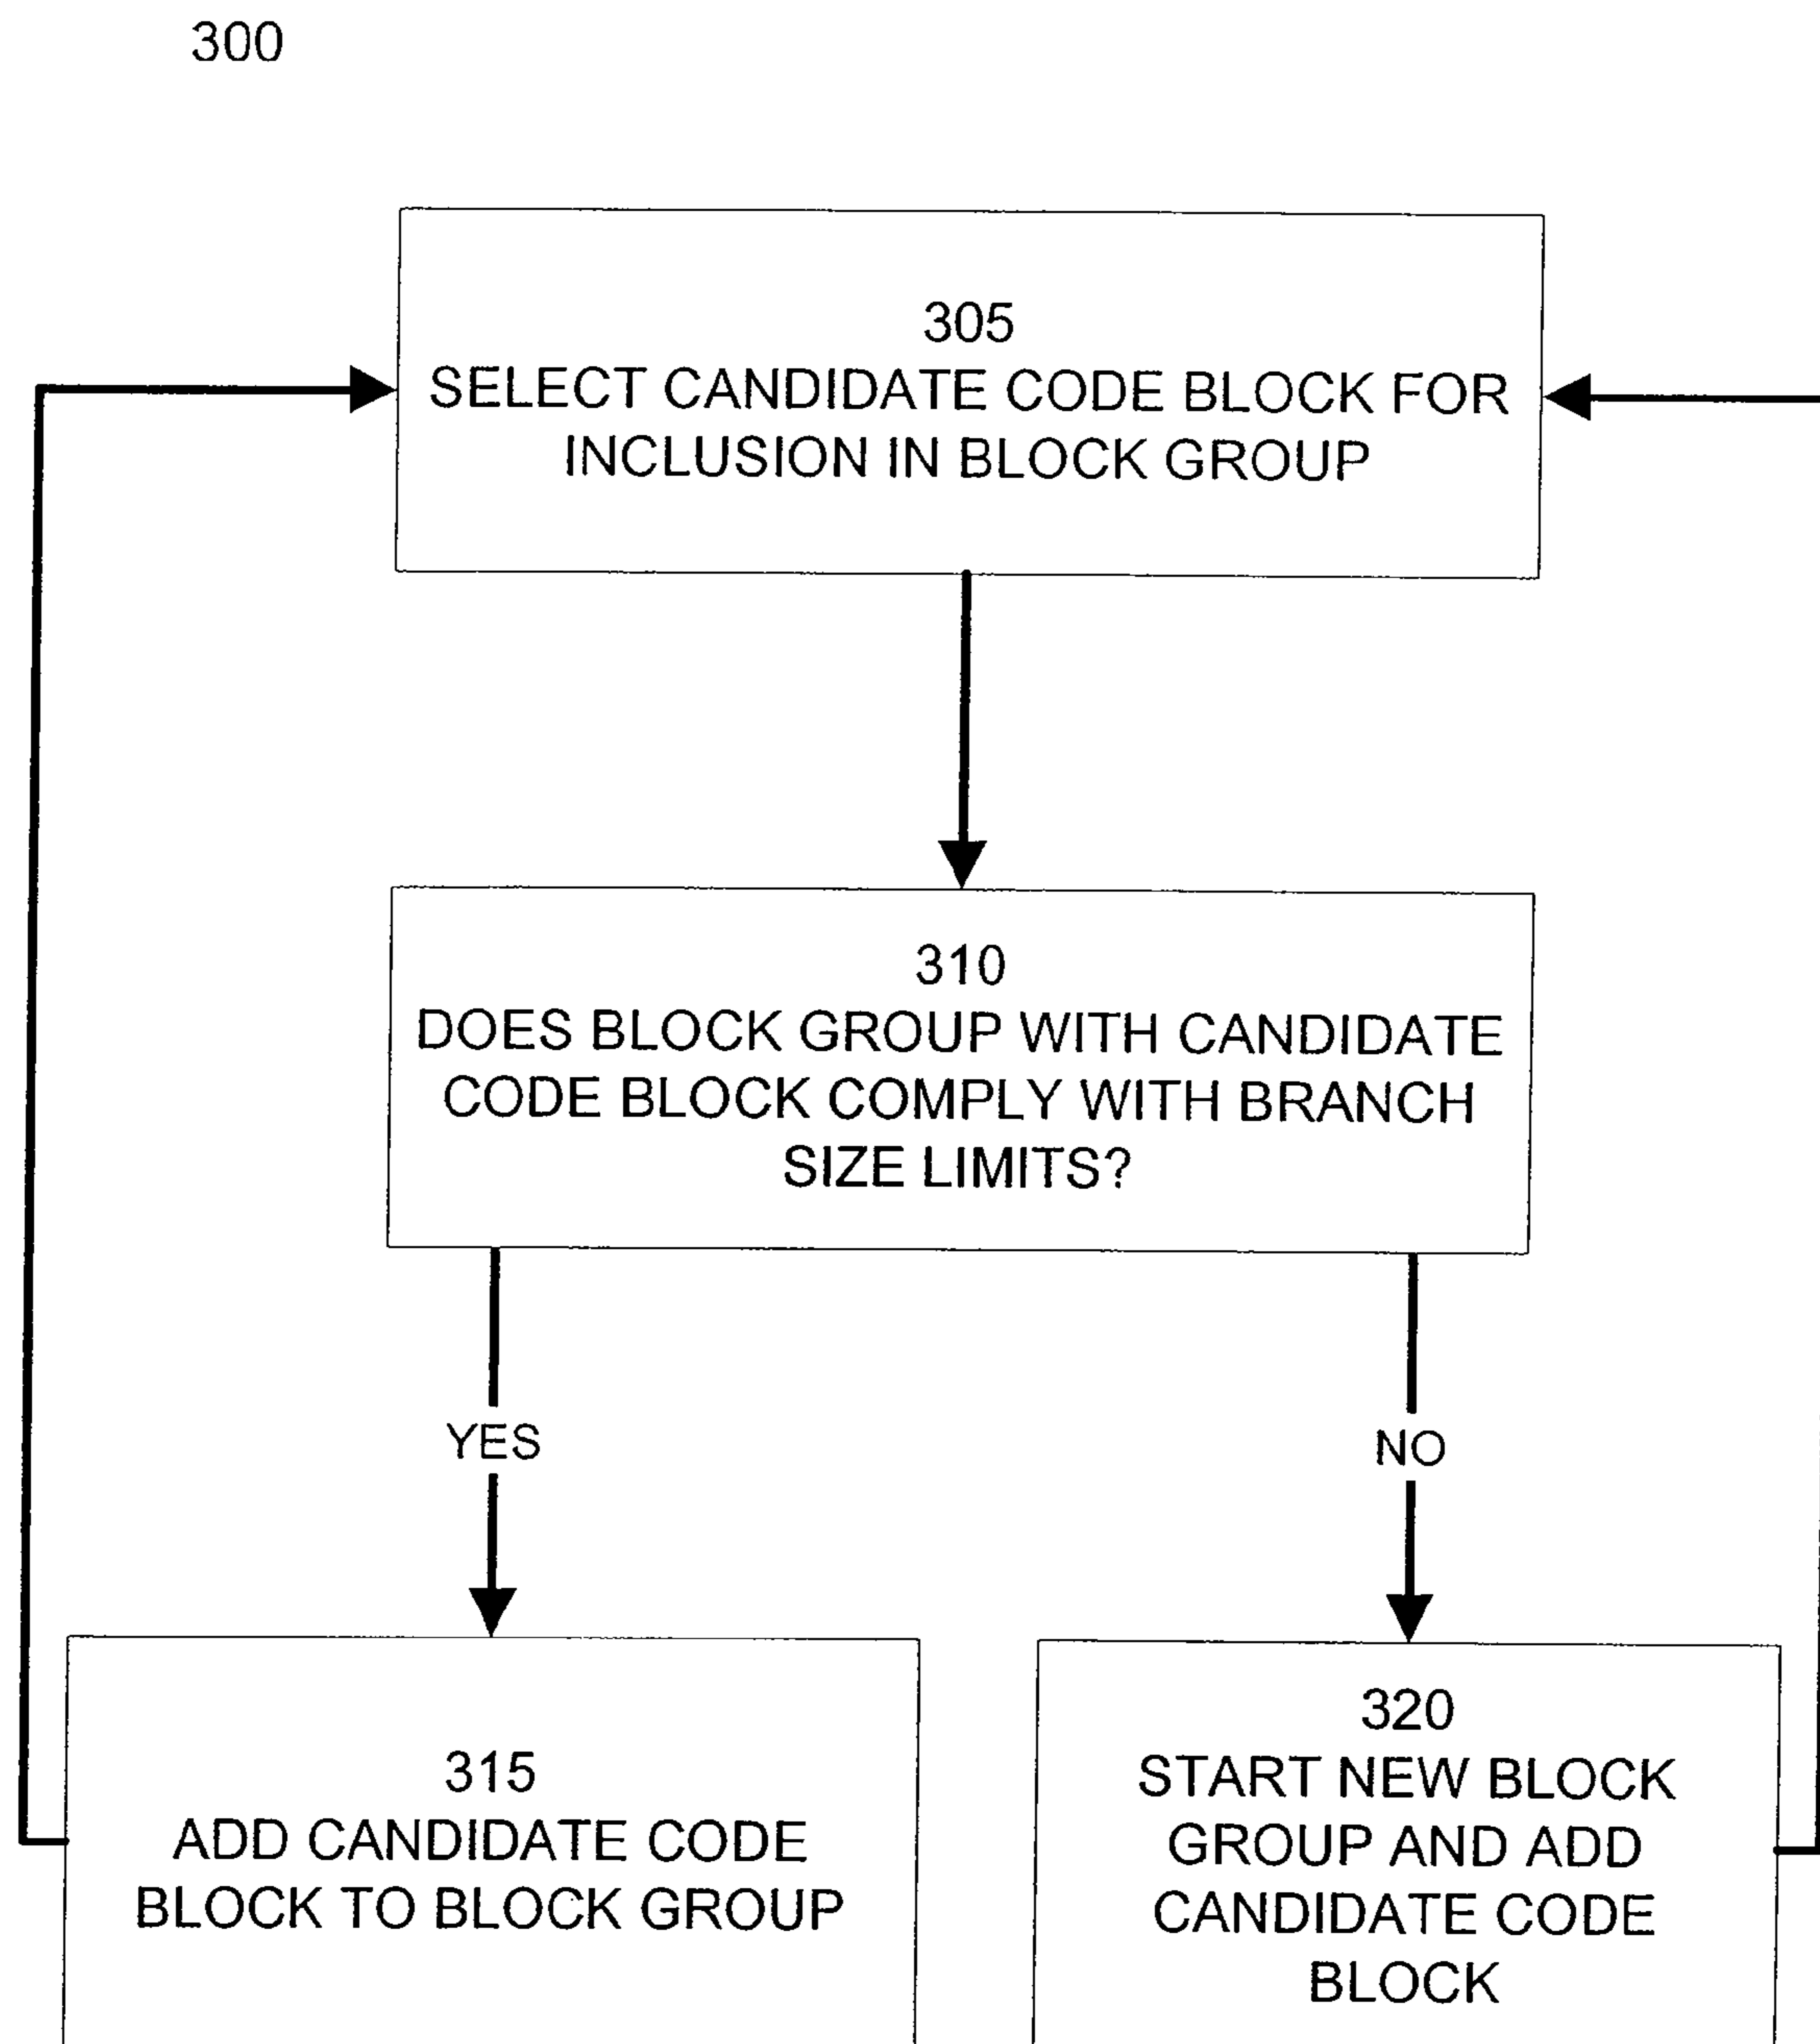 300
305
SELECT CANDIDATE CODE BLOCK FOR
INCLUSION IN BLOCK GROUP
310
DOES BLOCK GROUP WITH CANDIDATE
CODE BLOCK COMPLY WITH BRANCH
SIZE LIMITS?
YES
NO
315
ADD CANDIDATE CODE
BLOCK TO BLOCK GROUP
320
START NEW BLOCK
GROUP AND ADD
CANDIDATE CODE
BLOCK